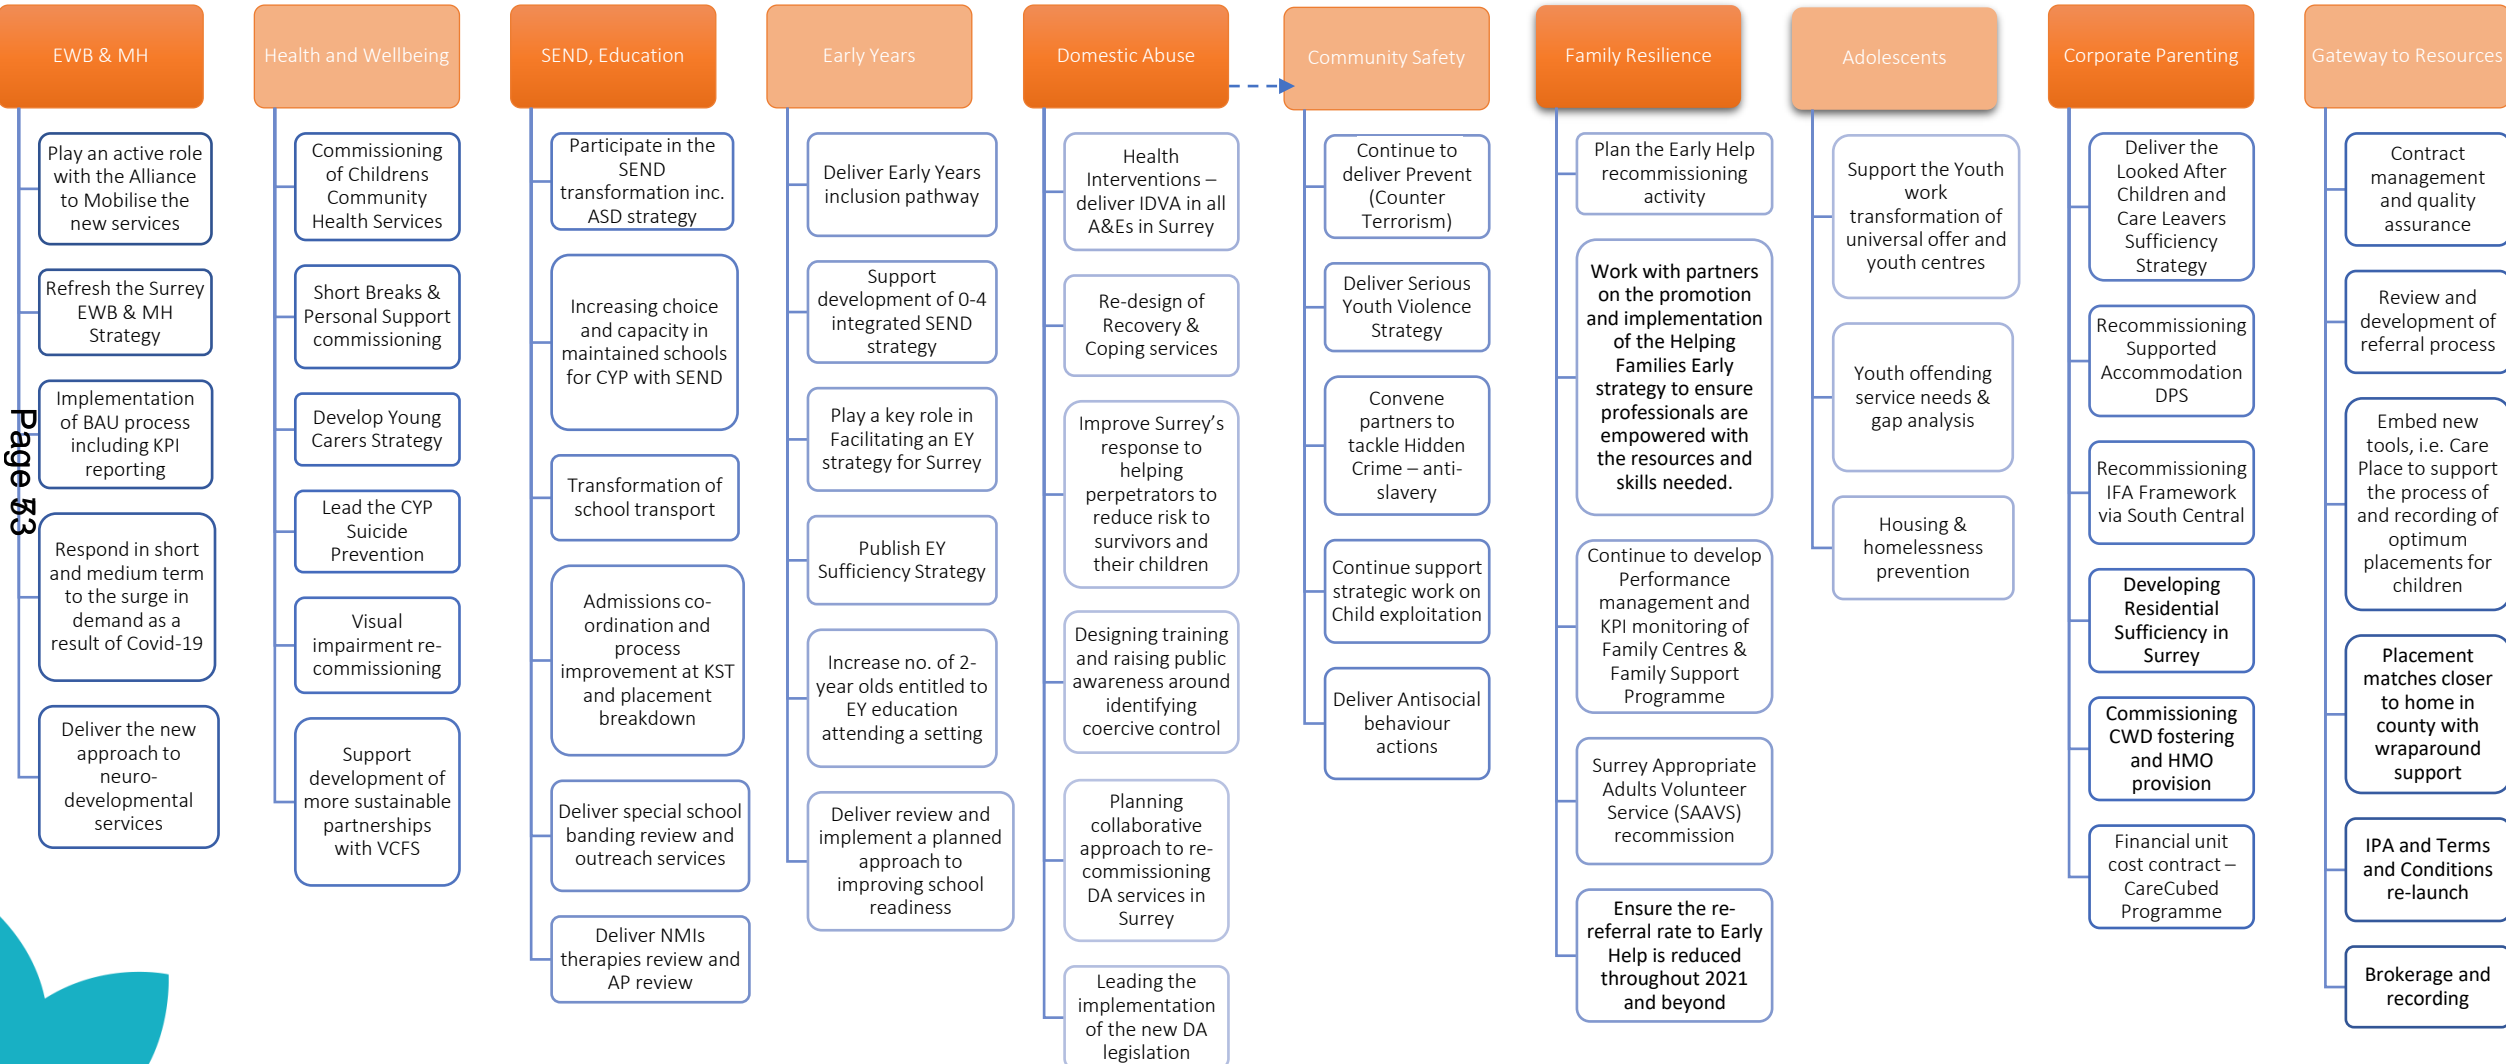 EWB & MH
Play an active role
with the Alliance
to Mobilise the
new services
Refresh the Surrey
EWB & MH
Strategy
Implementation
of BAU process
including KPI
reporting
Respond in short
and medium term
to the surge in
demand as a
result of Covid-19
Deliver the new
approach to
neuro-
developmental
services
Health and Wellbeing
Commissioning
of Childrens
Community
Health Services
Short Breaks &
Personal Support
commissioning
Develop Young
Carers Strategy
Lead the CYP
Suicide
Prevention
Visual
impairment re-
commissioning
Support
development of
more sustainable
partnerships
with VCFS
SEND, Education
Participate in the
SEND
transformation inc.
ASD strategy
Increasing choice
and capacity in
maintained schools
for CYP with SEND
Transformation of
school transport
Admissions co-
ordination and
process
improvement at KST
and placement
breakdown
Deliver special school
banding review and
outreach services
Deliver NMIs
therapies review and
AP review
Early Years
Deliver Early Years
inclusion pathway
Support
development of 0-4
integrated SEND
strategy
Play a key role in
Facilitating an EY
strategy for Surrey
Publish EY
Sufficiency Strategy
Increase no. of 2-
year olds entitled to
EY education
attending a setting
Deliver review and
implement a planned
approach to
improving school
readiness
Domestic Abuse
Health
Interventions –
deliver IDVA in all
A&Es in Surrey
Re-design of
Recovery &
Coping services
Improve Surrey’s
response to
helping
perpetrators to
reduce risk to
survivors and
their children
Designing training
and raising public
awareness around
identifying
coercive control
Planning
collaborative
approach to re-
commissioning
DA services in
Surrey
Leading the
implementation
of the new DA
legislation
Community Safety
Continue to
deliver Prevent
(Counter
Terrorism)
Deliver Serious
Youth Violence
Strategy
Convene
partners to
tackle Hidden
Crime – anti-
slavery
Continue support
strategic work on
Child exploitation
Deliver Antisocial
behaviour
actions
Family Resilience
Plan the Early Help
recommissioning
activity
Work with partners
on the promotion
and implementation
of the Helping
Families Early
strategy to ensure
professionals are
empowered with
the resources and
skills needed.
Continue to develop
Performance
management and
KPI monitoring of
Family Centres &
Family Support
Programme
Surrey Appropriate
Adults Volunteer
Service (SAAVS)
recommission
Ensure the re-
referral rate to Early
Help is reduced
throughout 2021
and beyond
Adolescents
Support the Youth
work
transformation of
universal offer and
youth centres
Youth offending
service needs &
gap analysis
Housing &
homelessness
prevention
Corporate Parenting
Deliver the
Looked After
Children and
Care Leavers
Sufficiency
Strategy
Recommissioning
Supported
Accommodation
DPS
Recommissioning
IFA Framework
via South Central
Developing
Residential
Sufficiency in
Surrey
Commissioning
CWD fostering
and HMO
provision
Financial unit
cost contract –
CareCubed
Programme
Gateway to Resources
Contract
management
and quality
assurance
Review and
development of
referral process
Embed new
tools, i.e. Care
Place to support
the process of
and recording of
optimum
placements for
children
Placement
matches closer
to home in
county with
wraparound
support
IPA and Terms
and Conditions
re-launch
Brokerage and
recording
Page